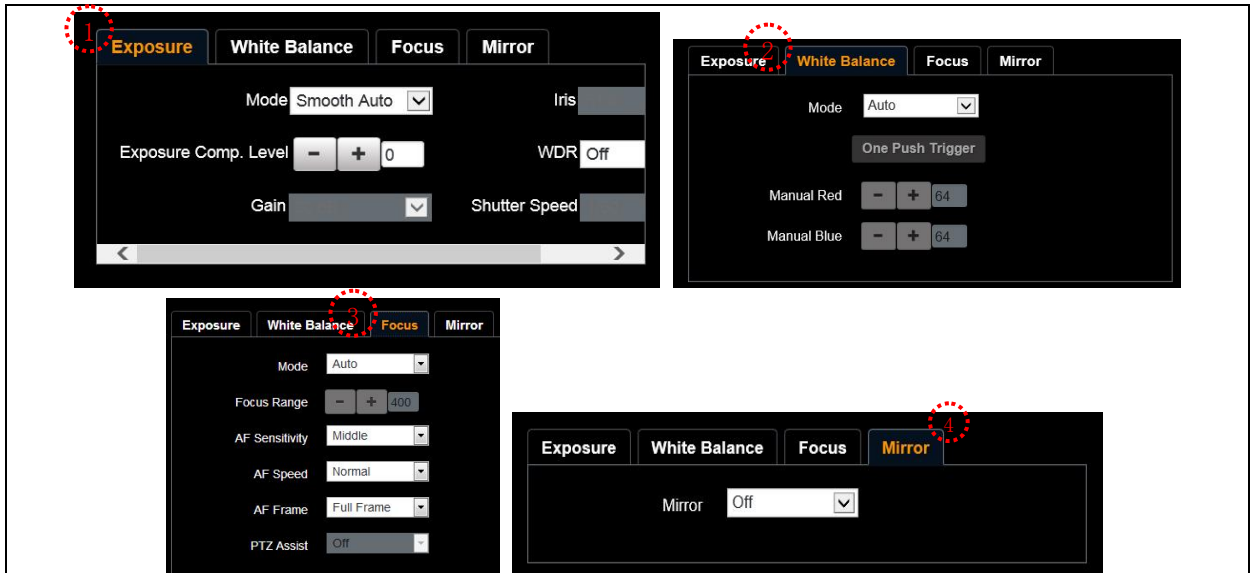 1
Exposure White Balance Focus Mirror
Mode Smooth Auto Iris
Exposure Comp. Level - + 0 WDR Off
Gain Shutter Speed
2
Exposure White Balance Focus Mirror
Mode Auto
One Push Trigger
Manual Red - + 64
Manual Blue - + 64
3
Exposure White Balance Focus Mirror
Mode Auto
Focus Range - + 400
AF Sensitivity Middle
AF Speed Normal
AF Frame Full Frame
PTZ Assist Off
4
Exposure White Balance Focus Mirror
Mirror Off